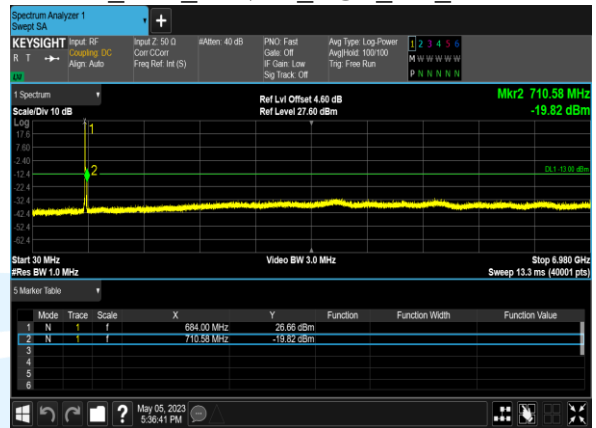 Spectrum Analyzer 1
Swept SA
+
KEYSIGHT Input: RF Input Z: 50 Ω #Atten: 40 dB PNO: Fast Avg Type: Log-Power 1 2 3 4 5 6
R T Coupling: DC Corr CCorr Gate: Off Avg|Hold: 100/100 M W W W W W
Align: Auto Freq Ref: Int (S) IF Gain: Low Trig: Free Run
LW Sig Track: Off P N N N N N
1 Spectrum Ref Lvl Offset 4.60 dB Mkr2 710.58 MHz
Scale/Div 10 dB Ref Level 27.60 dBm -19.82 dBm
Log
17.6
7.60
-2.40
-12.4
-22.4
-32.4
-42.4
-52.4
-62.4
1
2
DL1 -13.00 dBm
Start 30 MHz Video BW 3.0 MHz Stop 6.980 GHz
#Res BW 1.0 MHz Sweep 13.3 ms (40001 pts)
5 Marker Table
Mode Trace Scale X Y Function Function Width Function Value
1 N 1 f 684.00 MHz 26.66 dBm
2 N 1 f 710.58 MHz -19.82 dBm
3
4
5
6
? May 05, 2023
5:36:41 PM